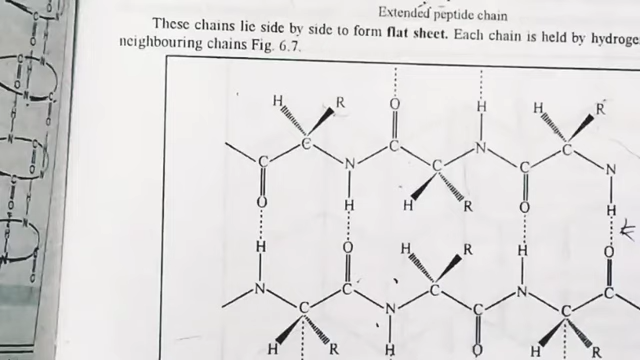 Extended peptide chain
These chains lie side by side to form flat sheet. Each chain is held by hydroge
neighbouring chains Fig. 6.7.
H R O H H R
C N C C N C C N
O H H R O H
H O H R H O
N C C N C C N C C
H R H O H R